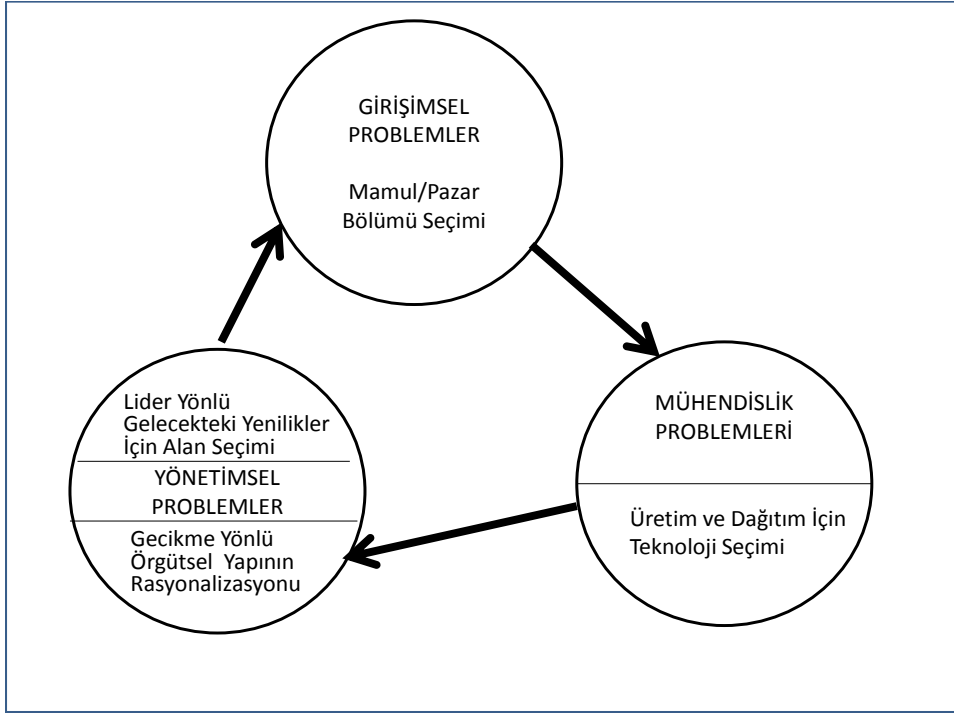 GİRİŞİMSEL
PROBLEMLER
Mamul/Pazar
Bölümü Seçimi
MÜHENDİSLİK
PROBLEMLERİ
Üretim ve Dağıtım İçin
Teknoloji Seçimi
Lider Yönlü
Gelecekteki Yenilikler
İçin Alan Seçimi
YÖNETİMSEL
PROBLEMLER
Gecikme Yönlü
Örgütsel Yapının
Rasyonalizasyonu